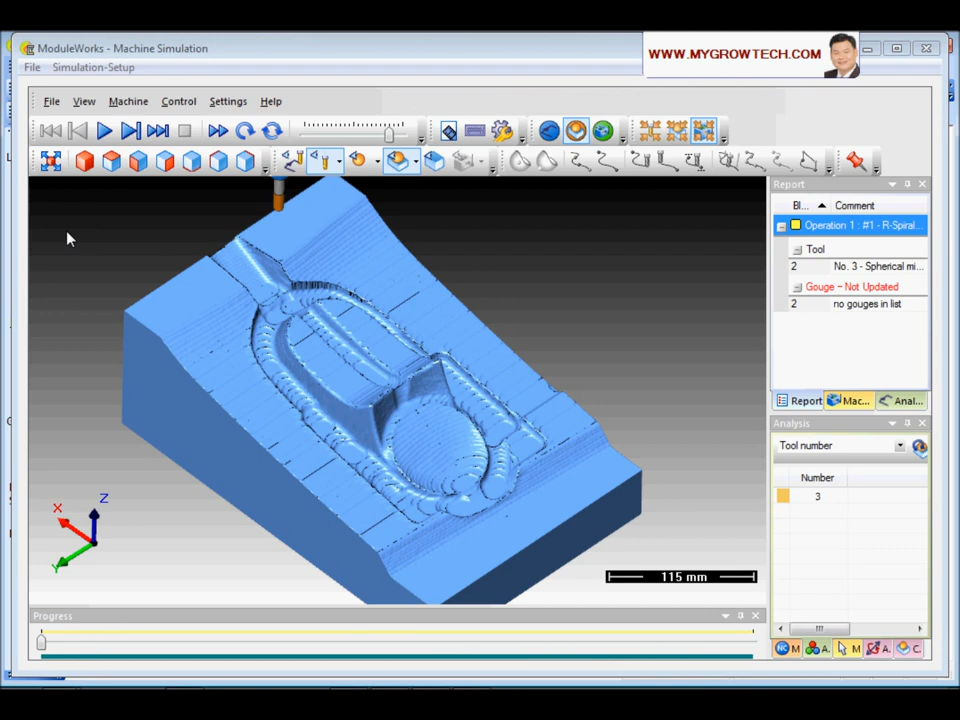 ModuleWorks - Machine Simulation
WWW.MYGROWTECH.COM
File Simulation-Setup
File View Machine Control Settings Help
Report
Bl... Comment
Operation 1 : #1 - R-Spiral...
Tool
2 No. 3 - Spherical mi...
Gouge – Not Updated
2 no gouges in list
Report Mac... Anal...
Analysis
Tool number
Number
3
X
Z
Y
115 mm
Progress
NC M A. M A. C.